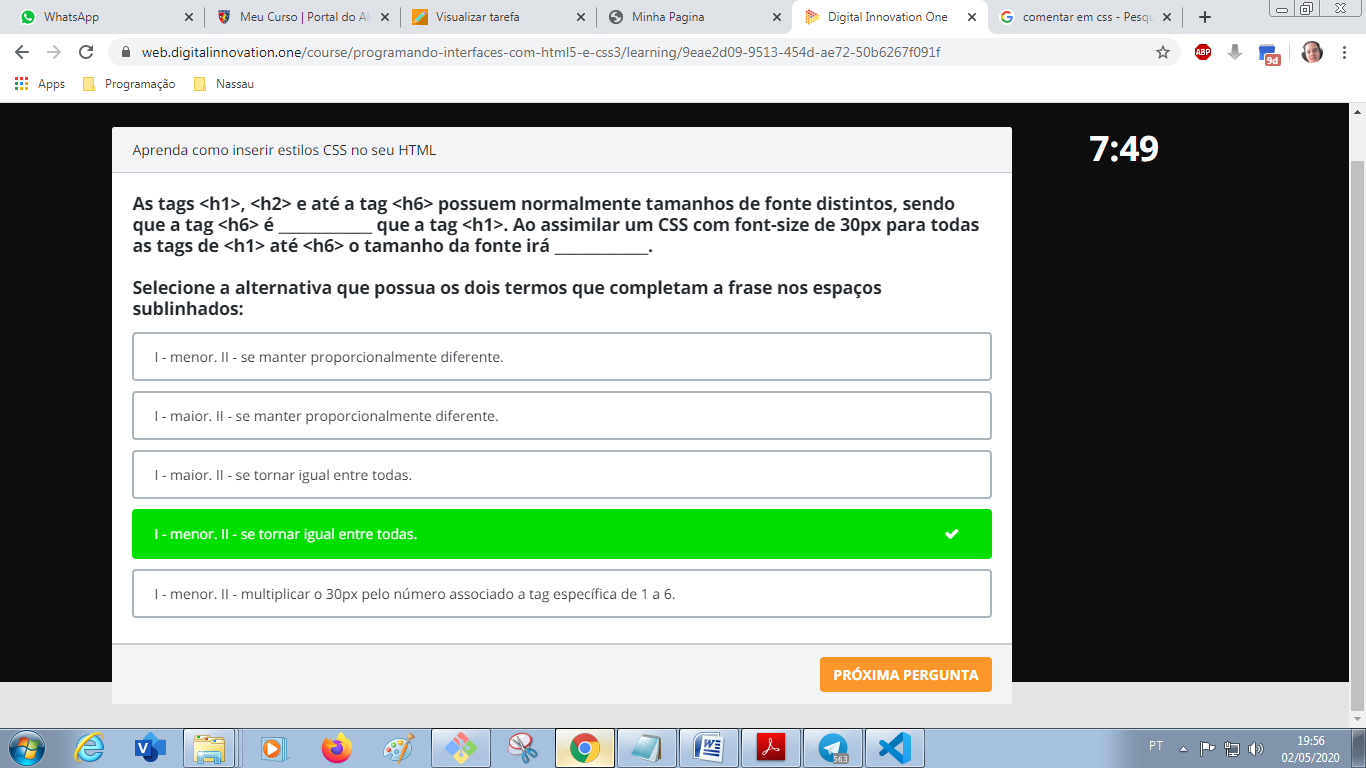 WhatsApp
Meu Curso | Portal do Al
Visualizar tarefa
Minha Pagina
Digital Innovation One
comentar em css - Pesqu
web.digitalinnovation.one/course/programando-interfaces-com-html5-e-css3/learning/9eae2d09-9513-454d-ae72-50b6267f091f
ABP
9d
Apps
Programação
Nassau
Aprenda como inserir estilos CSS no seu HTML
7:49
As tags <h1>, <h2> e até a tag <h6> possuem normalmente tamanhos de fonte distintos, sendo
que a tag <h6> é ____________ que a tag <h1>. Ao assimilar um CSS com font-size de 30px para todas
as tags de <h1> até <h6> o tamanho da fonte irá ____________.
Selecione a alternativa que possua os dois termos que completam a frase nos espaços
sublinhados:
I - menor. II - se manter proporcionalmente diferente.
I - maior. II - se manter proporcionalmente diferente.
I - maior. II - se tornar igual entre todas.
I - menor. II - se tornar igual entre todas.
I - menor. II - multiplicar o 30px pelo número associado a tag específica de 1 a 6.
PRÓXIMA PERGUNTA
563
PT
19:56
02/05/2020